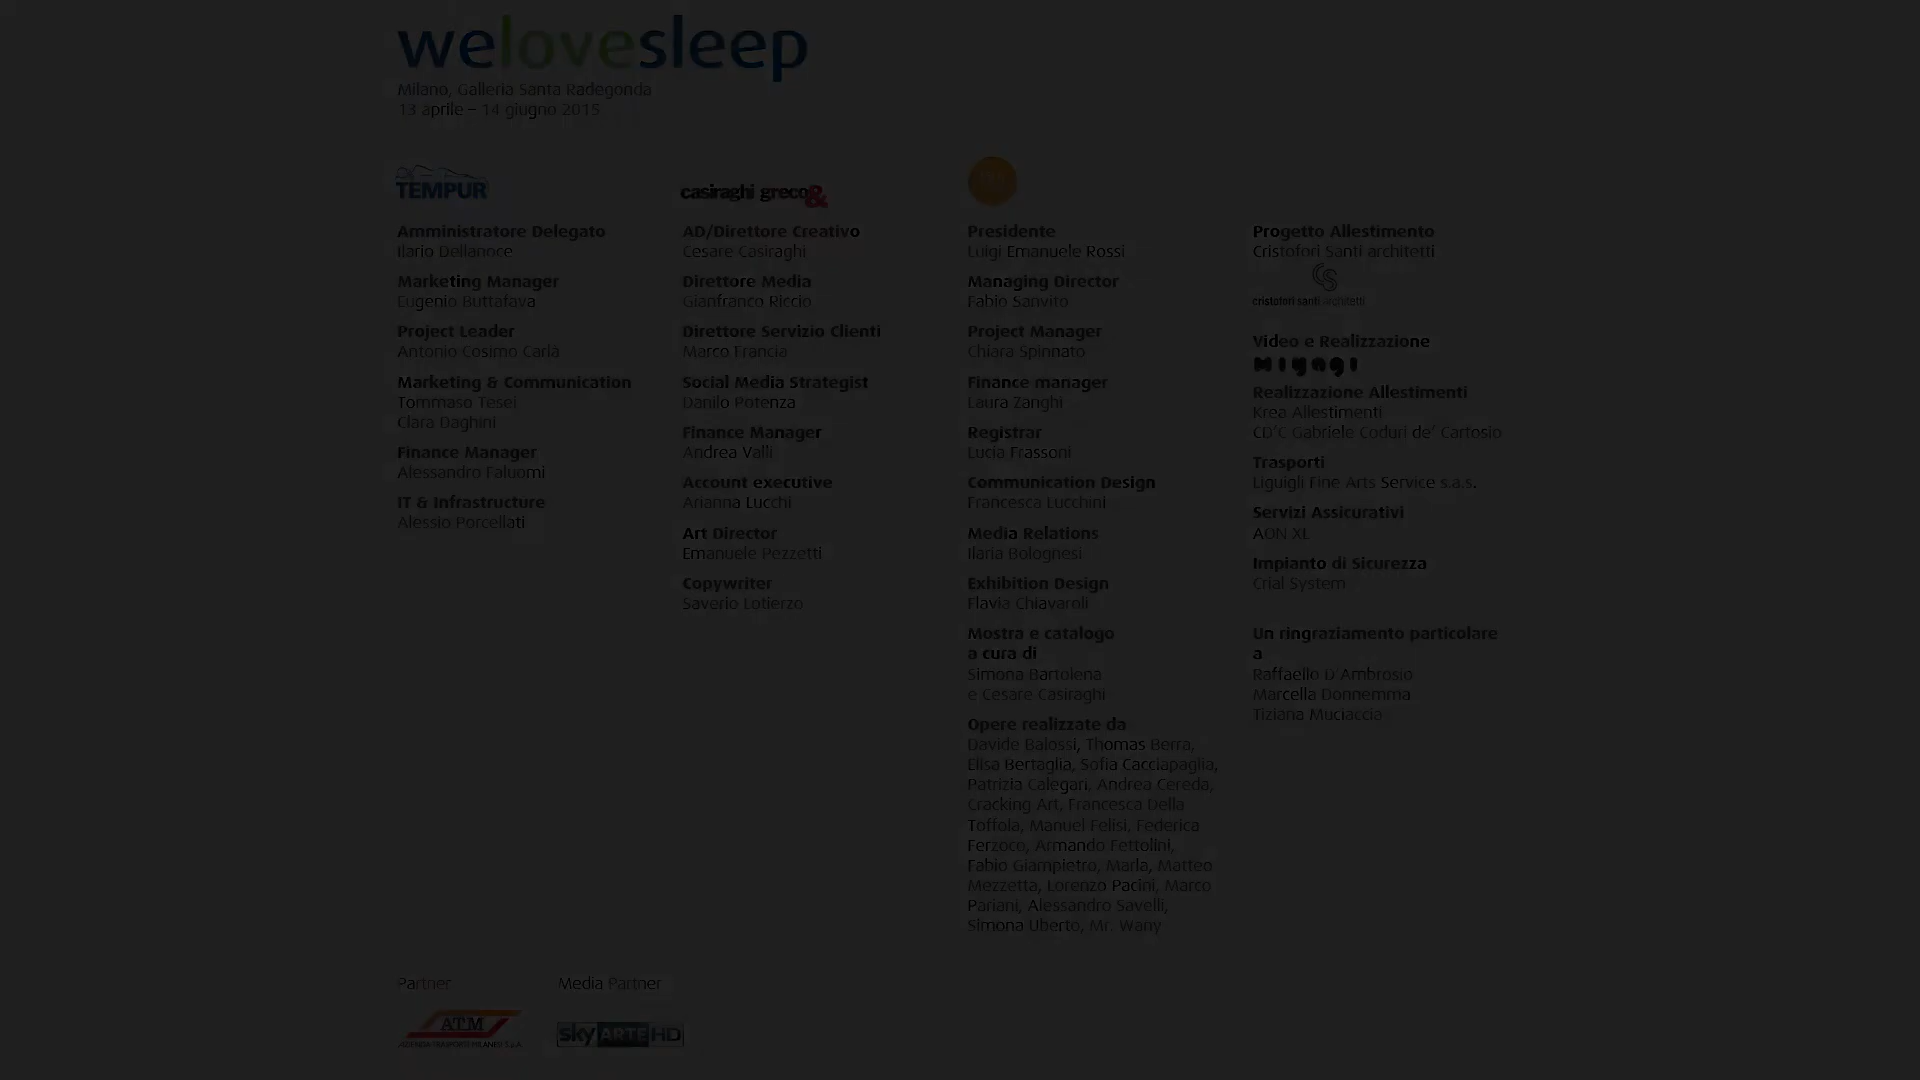 welovesleep
Milano, Galleria Santa Radegonda
13 aprile – 14 giugno 2015
TEMPUR
Amministratore Delegato
Ilario Dellanoce
Marketing Manager
Eugenio Buttafava
Project Leader
Antonio Cosimo Carlà
Marketing & Communication
Tommaso Tesei
Clara Daghini
Finance Manager
Alessandro Faluomi
IT & Infrastructure
Alessio Porcellati
casiraghi greco&
AD/Direttore Creativo
Cesare Casiraghi
Direttore Media
Gianfranco Riccio
Direttore Servizio Clienti
Marco Francia
Social Media Strategist
Danilo Potenza
Finance Manager
Andrea Valli
Account executive
Arianna Lucchi
Art Director
Emanuele Pezzetti
Copywriter
Saverio Lotierzo
Presidente
Luigi Emanuele Rossi
Managing Director
Fabio Sanvito
Project Manager
Chiara Spinnato
Finance manager
Laura Zanghi
Registrar
Lucia Frassoni
Communication Design
Francesca Lucchini
Media Relations
Ilaria Bolognesi
Exhibition Design
Flavia Chiavaroli
Mostra e catalogo
a cura di
Simona Bartolena
e Cesare Casiraghi
Opere realizzate da
Davide Balossi, Thomas Berra,
Elisa Bertaglia, Sofia Cacciapaglia,
Patrizia Calegari, Andrea Cereda,
Cracking Art, Francesca Della
Toffola, Manuel Felisi, Federica
Ferzoco, Armando Fettolini,
Fabio Giampietro, Marla, Matteo
Mezzetta, Lorenzo Pacini, Marco
Pariani, Alessandro Savelli,
Simona Uberto, Mr. Wany
Progetto Allestimento
Cristofori Santi architetti
cristofori santi architetti
Video e Realizzazione
Miyagi
Realizzazione Allestimenti
Krea Allestimenti
CD'C Gabriele Coduri de' Cartosio
Trasporti
Liguigli Fine Arts Service s.a.s.
Servizi Assicurativi
AON XL
Impianto di Sicurezza
Crial System
Un ringraziamento particolare
a
Raffaello D'Ambrosio
Marcella Donnemma
Tiziana Muciaccia
Partner
Media Partner
ATM
AZIENDA TRASPORTI MILANESI S.p.A.
sky ARTE HD